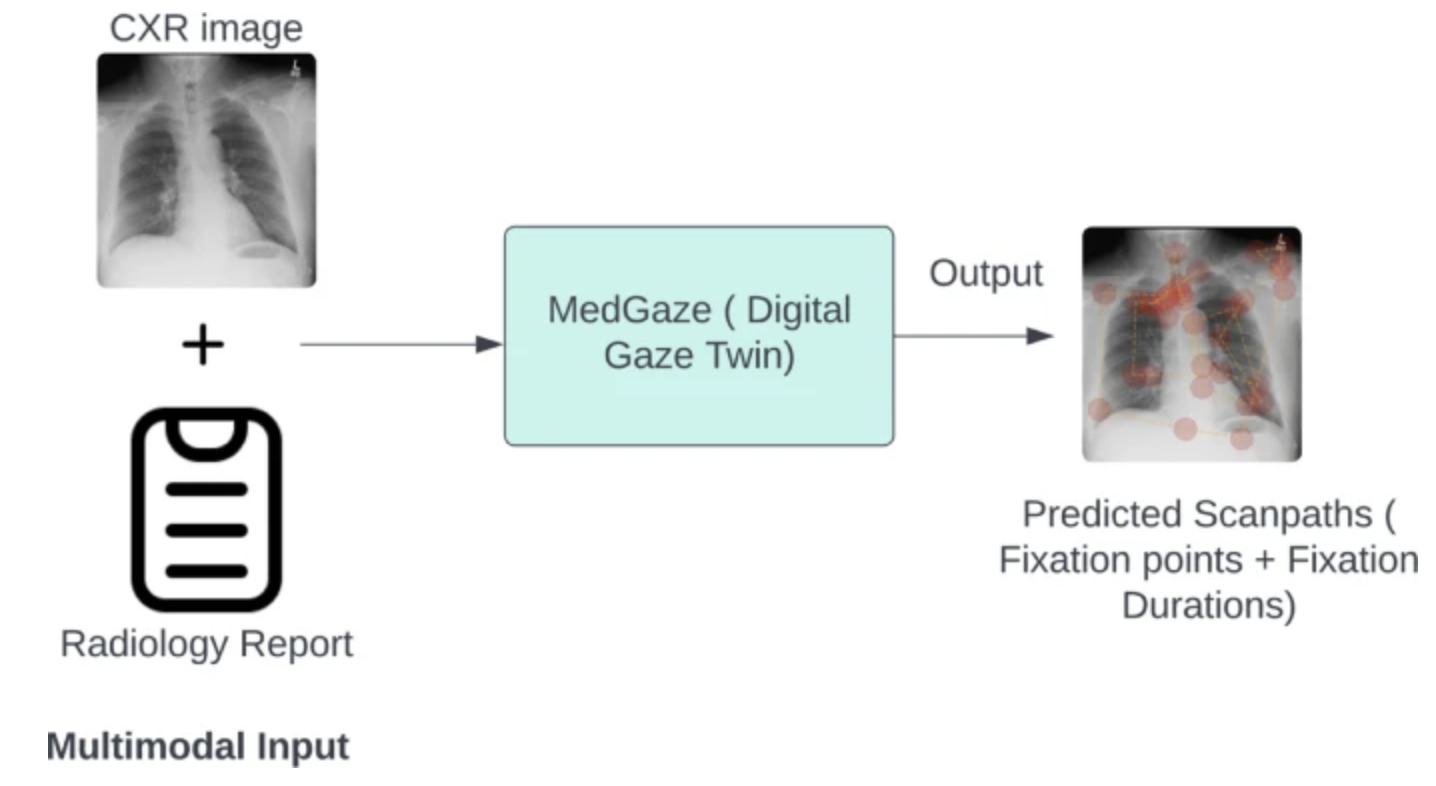 CXR image
L
+
Radiology Report
Multimodal Input
MedGaze ( Digital
Gaze Twin)
Output
L
Predicted Scanpaths (
Fixation points + Fixation
Durations)